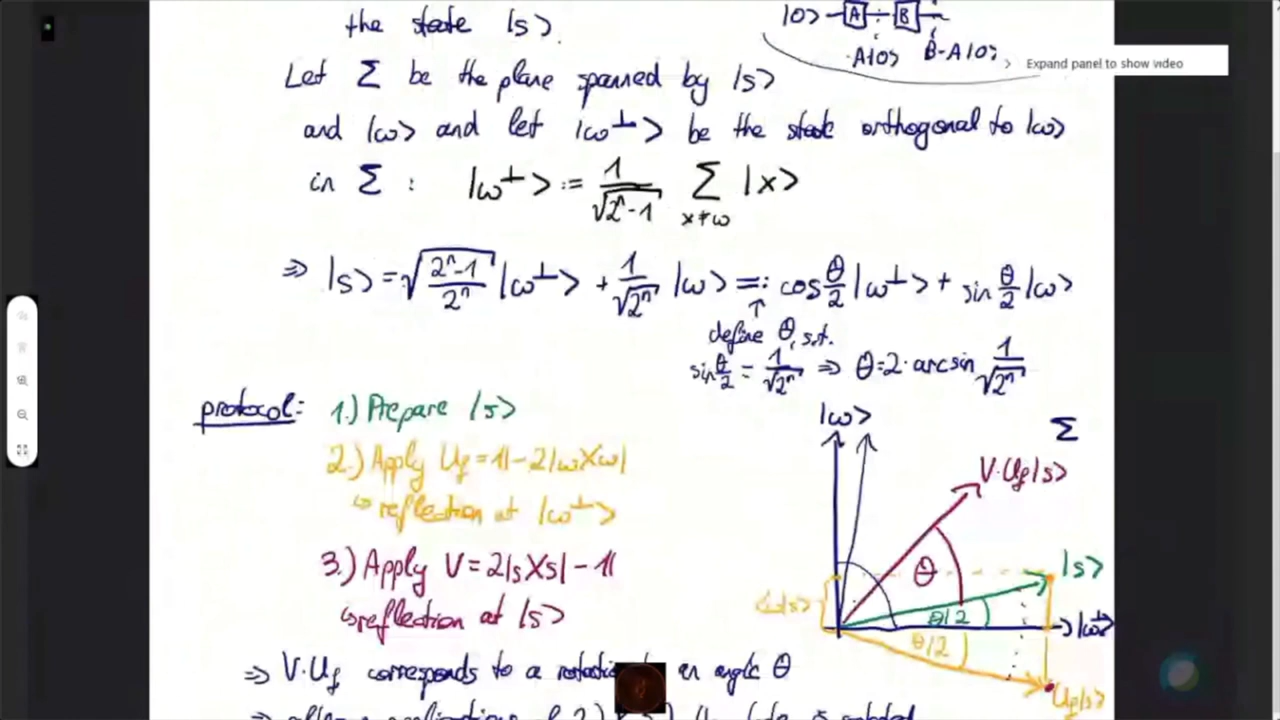 the state |s⟩.
|0⟩ A B
A|0⟩ B·A|0⟩
Expand panel to show video
Let Σ be the plane spanned by |s⟩
and |ω⟩ and let |ω⊥⟩ be the state orthogonal to |ω⟩
in Σ : |ω⊥⟩ := 1/√(2ⁿ-1) Σ_{x≠ω} |x⟩
⇒ |s⟩ = √((2ⁿ-1)/2ⁿ) |ω⊥⟩ + 1/√(2ⁿ) |ω⟩ =: cos θ/2 |ω⊥⟩ + sin θ/2 |ω⟩
↑
define θ, s.t.
sin θ/2 = 1/√(2ⁿ) ⇒ θ = 2 · arcsin 1/√(2ⁿ)
protocol: 1.) Prepare |s⟩
2.) Apply U_f = 𝟙 - 2|ω⟩⟨ω|
↳ reflection at |ω⊥⟩
3.) Apply V = 2|s⟩⟨s| - 𝟙
↳ reflection at |s⟩
|ω⟩ Σ
V·U_f|s⟩
θ |s⟩
⟨ω|s⟩ θ/2 |ω⊥⟩
θ/2
U_f|s⟩
⇒ V·U_f corresponds to a rotation an angle θ